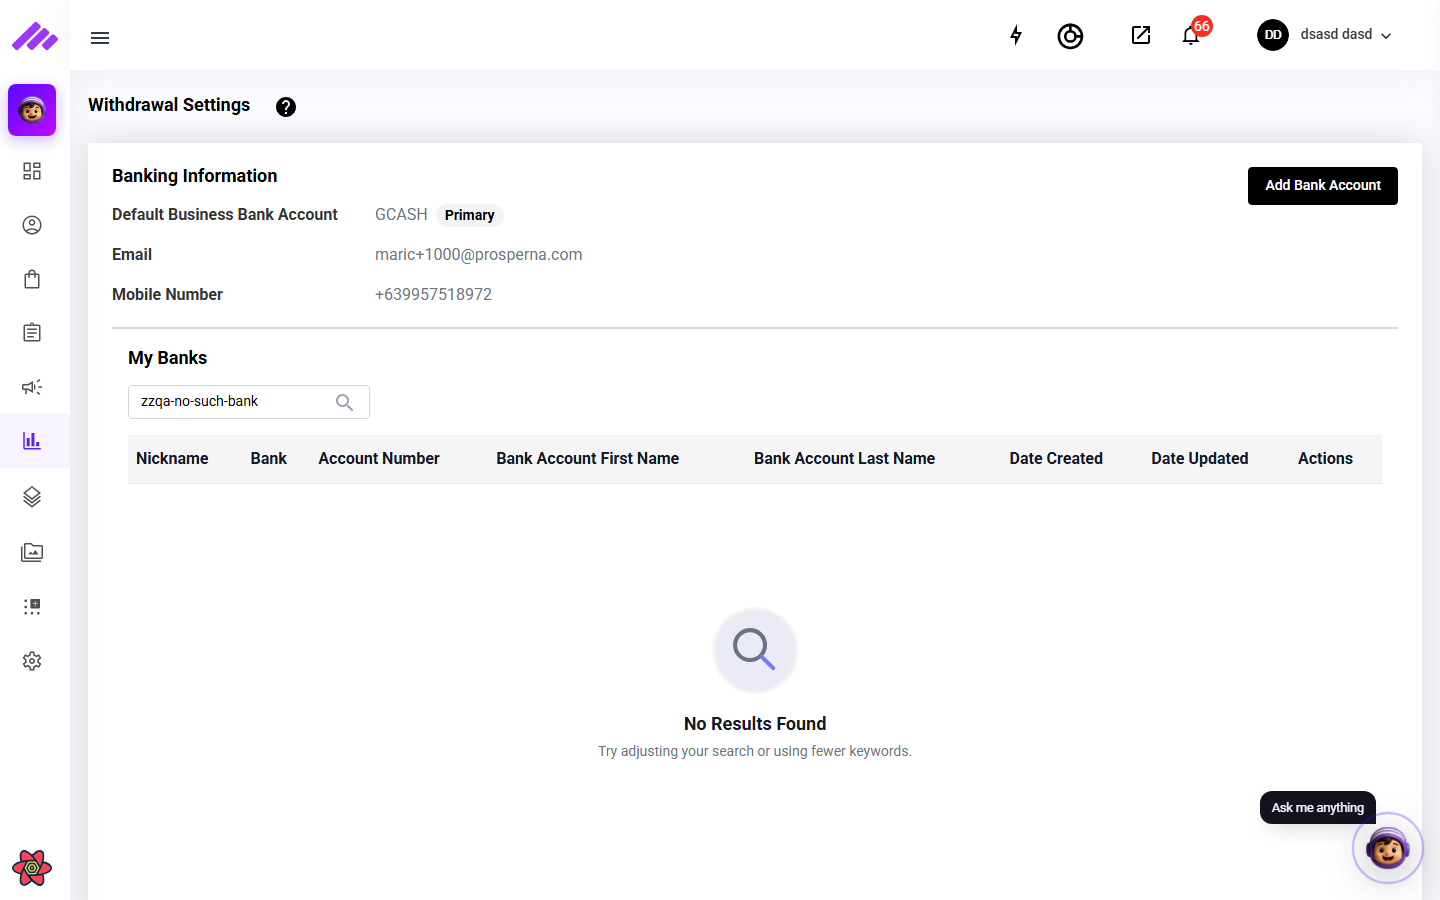 66
DD
dsasd dasd
Withdrawal Settings
?
Banking Information
Add Bank Account
Default Business Bank Account
GCASH
Primary
Email
maric+1000@prosperna.com
Mobile Number
+639957518972
My Banks
zzqa-no-such-bank
Nickname
Bank
Account Number
Bank Account First Name
Bank Account Last Name
Date Created
Date Updated
Actions
No Results Found
Try adjusting your search or using fewer keywords.
Ask me anything